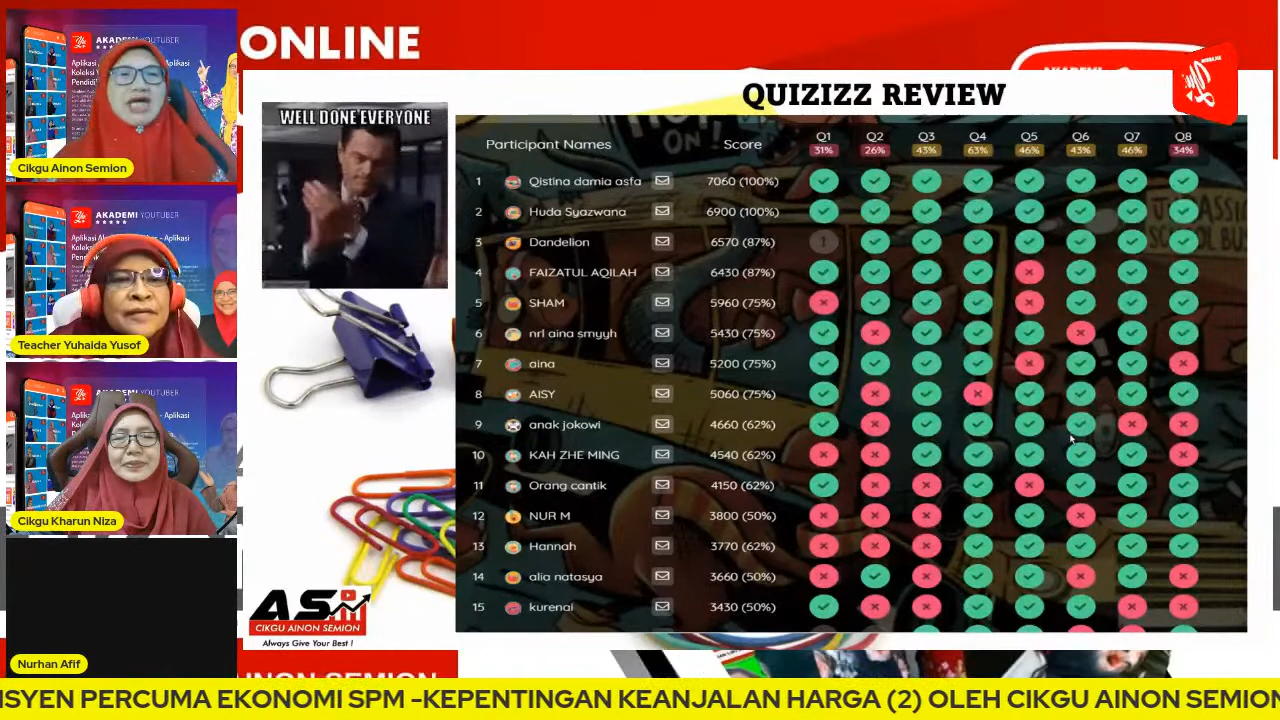 ONLINE
AKADEMI YOUTUBER
Cikgu Ainon Semion
AKADEMI YOUTUBER
Teacher Yuhaida Yusof
Cikgu Kharun Niza
Nurhan Afif
QUIZIZZ REVIEW
WELL DONE EVERYONE
Participant Names Score Q1 Q2 Q3 Q4 Q5 Q6 Q7 Q8
31% 26% 43% 63% 46% 43% 46% 34%
1 Qistina damia asfa 7060 (100%)
2 Huda Syazwana 6900 (100%)
3 Dandelion 6570 (87%)
4 FAIZATUL AQILAH 6430 (87%)
5 SHAM 5960 (75%)
6 nrl aina smyyh 5430 (75%)
7 aina 5200 (75%)
8 AISY 5060 (75%)
9 anak jokowi 4660 (62%)
10 KAH ZHE MING 4540 (62%)
11 Orang cantik 4150 (62%)
12 NUR M 3800 (50%)
13 Hannah 3770 (62%)
14 alia natasya 3660 (50%)
15 kurenai 3430 (50%)
CIKGU AINON SEMION
Always Give Your Best !
ISYEN PERCUMA EKONOMI SPM -KEPENTINGAN KEANJALAN HARGA (2) OLEH CIKGU AINON SEMION